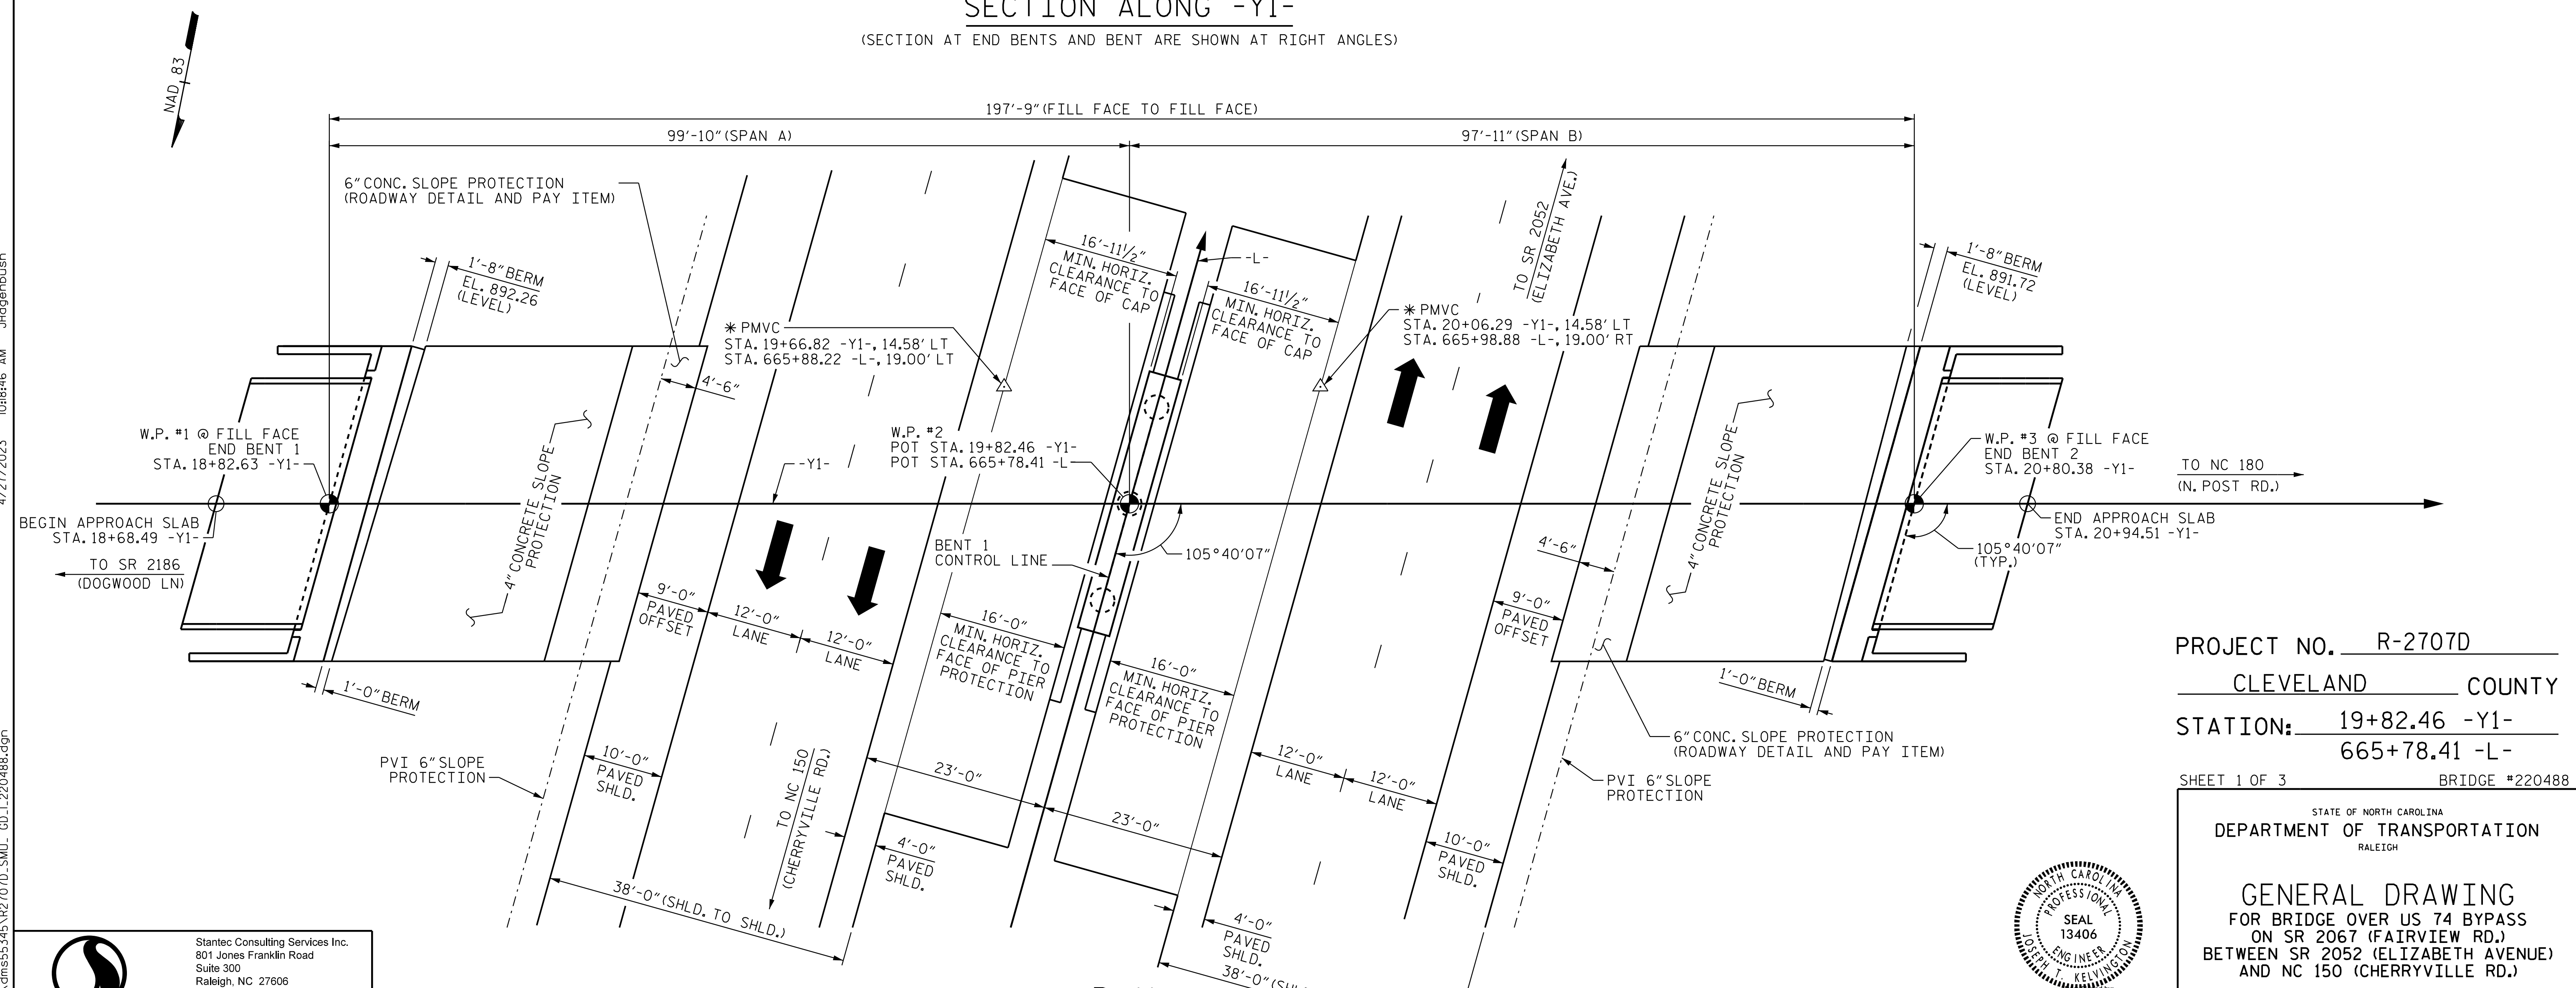 SECTION ALONG -Y1-
(SECTION AT END BENTS AND BENT ARE SHOWN AT RIGHT ANGLES)
NAD 83
197'-9" (FILL FACE TO FILL FACE)
99'-10" (SPAN A)
97'-11" (SPAN B)
6" CONC. SLOPE PROTECTION
(ROADWAY DETAIL AND PAY ITEM)
1'-8" BERM
EL. 892.26
(LEVEL)
16'-11 1/2"
MIN. HORIZ.
CLEARANCE TO
FACE OF CAP
-L-
16'-11 1/2"
MIN. HORIZ.
CLEARANCE TO
FACE OF CAP
TO SR 2052
(ELIZABETH AVE.)
1'-8" BERM
EL. 891.72
(LEVEL)
* PMVC
STA. 19+66.82 -Y1-, 14.58' LT
STA. 665+88.22 -L-, 19.00' LT
* PMVC
STA. 20+06.29 -Y1-, 14.58' LT
STA. 665+98.88 -L-, 19.00' RT
4'-6"
W.P. #1 @ FILL FACE
END BENT 1
STA. 18+82.63 -Y1-
4" CONCRETE SLOPE
PROTECTION
-Y1-
W.P. #2
POT STA. 19+82.46 -Y1-
POT STA. 665+78.41 -L-
4" CONCRETE SLOPE
PROTECTION
W.P. #3 @ FILL FACE
END BENT 2
STA. 20+80.38 -Y1-
TO NC 180
(N. POST RD.)
BEGIN APPROACH SLAB
STA. 18+68.49 -Y1-
END APPROACH SLAB
STA. 20+94.51 -Y1-
TO SR 2186
(DOGWOOD LN)
BENT 1
CONTROL LINE
105°40'07"
4'-6"
105°40'07"
(TYP.)
9'-0"
PAVED
OFFSET
12'-0"
LANE
12'-0"
LANE
16'-0"
MIN. HORIZ.
CLEARANCE TO
FACE OF PIER
PROTECTION
16'-0"
MIN. HORIZ.
CLEARANCE TO
FACE OF PIER
PROTECTION
9'-0"
PAVED
OFFSET
1'-0" BERM
1'-0" BERM
PVI 6" SLOPE
PROTECTION
10'-0"
PAVED
SHLD.
TO NC 150
(CHERRYVILLE RD.)
23'-0"
23'-0"
12'-0"
LANE
12'-0"
LANE
6" CONC. SLOPE PROTECTION
(ROADWAY DETAIL AND PAY ITEM)
PVI 6" SLOPE
PROTECTION
4'-0"
PAVED
SHLD.
10'-0"
PAVED
SHLD.
38'-0" (SHLD. TO SHLD.)
4'-0"
PAVED
SHLD.
38'-0" (SH
PROJECT NO. R-2707D
CLEVELAND COUNTY
STATION: 19+82.46 -Y1-
665+78.41 -L-
SHEET 1 OF 3 BRIDGE #220488
STATE OF NORTH CAROLINA
DEPARTMENT OF TRANSPORTATION
RALEIGH
GENERAL DRAWING
FOR BRIDGE OVER US 74 BYPASS
ON SR 2067 (FAIRVIEW RD.)
BETWEEN SR 2052 (ELIZABETH AVENUE)
AND NC 150 (CHERRYVILLE RD.)
NORTH CAROLINA
PROFESSIONAL
SEAL
13406
ENGINEER
JOSEPH T. KELVINGTON
Stantec Consulting Services Inc.
801 Jones Franklin Road
Suite 300
Raleigh, NC 27606
4/27/2023 10:18:46 AM JHagenbush